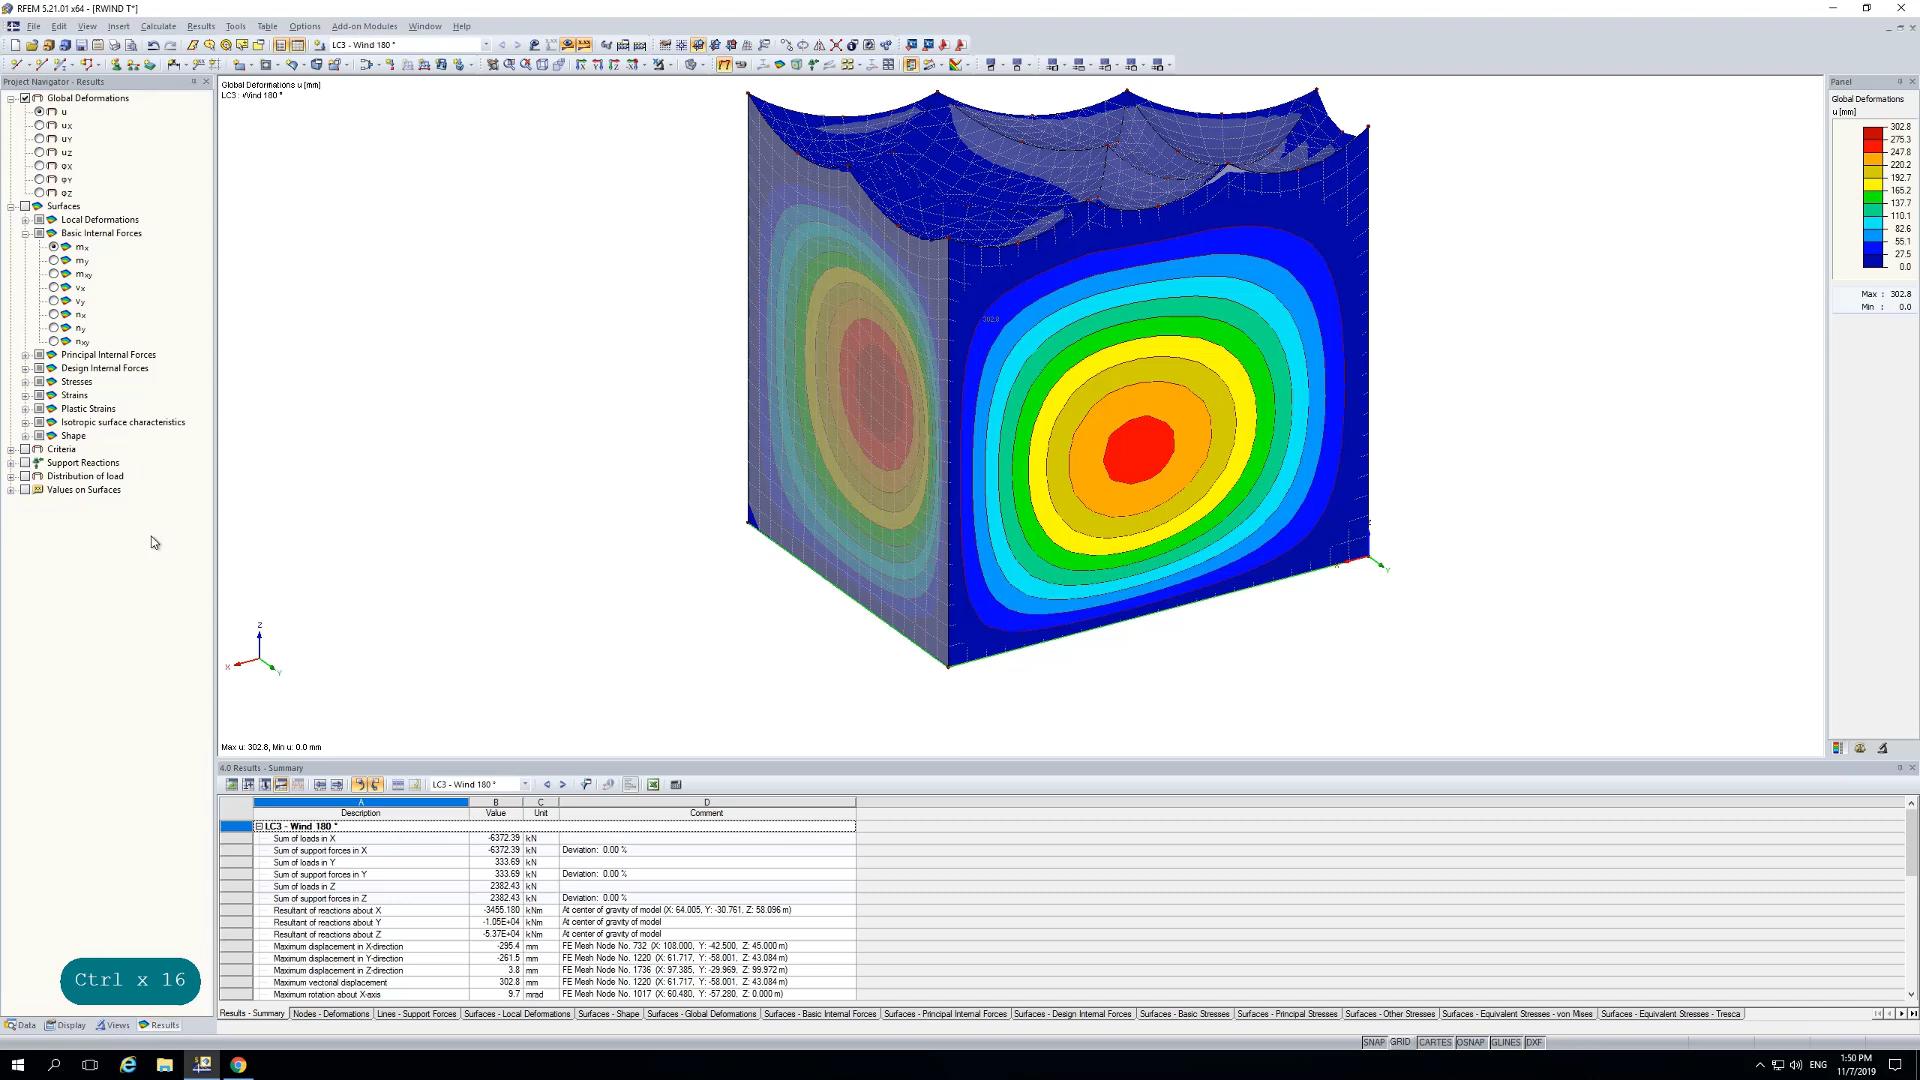 RFEM 5.21.01 x64 - [RWIND T*]
File Edit View Insert Calculate Results Tools Table Options Add-on Modules Window Help
LC3 - Wind 180 °
Project Navigator - Results
Global Deformations
u
uX
uY
uZ
φX
φY
φZ
Surfaces
Local Deformations
Basic Internal Forces
mx
my
mxy
vx
vy
nx
ny
nxy
Principal Internal Forces
Design Internal Forces
Stresses
Strains
Plastic Strains
Isotropic surface characteristics
Shape
Criteria
Support Reactions
Distribution of load
Values on Surfaces
Ctrl x 16
Data Display Views Results
Global Deformations u [mm]
LC3 : Wind 180 °
302.8
Z
X
Y
Y
Max u: 302.8, Min u: 0.0 mm
Panel
Global Deformations
u [mm]
302.8
275.3
247.8
220.2
192.7
165.2
137.7
110.1
82.6
55.1
27.5
0.0
Max : 302.8
Min : 0.0
4.0 Results - Summary
LC3 - Wind 180 °
A B C D
Description Value Unit Comment
LC3 - Wind 180 °
Sum of loads in X -6372.39 kN
Sum of support forces in X -6372.39 kN Deviation: 0.00 %
Sum of loads in Y 333.69 kN
Sum of support forces in Y 333.69 kN Deviation: 0.00 %
Sum of loads in Z 2382.43 kN
Sum of support forces in Z 2382.43 kN Deviation: 0.00 %
Resultant of reactions about X -3455.180 kNm At center of gravity of model (X: 64.005, Y: -30.761, Z: 58.096 m)
Resultant of reactions about Y -1.05E+04 kNm At center of gravity of model
Resultant of reactions about Z -5.37E+04 kNm At center of gravity of model
Maximum displacement in X-direction -295.4 mm FE Mesh Node No. 732 (X: 108.000, Y: -42.500, Z: 45.000 m)
Maximum displacement in Y-direction -261.5 mm FE Mesh Node No. 1220 (X: 61.717, Y: -58.001, Z: 43.084 m)
Maximum displacement in Z-direction 3.8 mm FE Mesh Node No. 1736 (X: 97.385, Y: -29.969, Z: 99.972 m)
Maximum vectorial displacement 302.8 mm FE Mesh Node No. 1220 (X: 61.717, Y: -58.001, Z: 43.084 m)
Maximum rotation about X-axis 9.7 mrad FE Mesh Node No. 1017 (X: 60.480, Y: -57.280, Z: 0.000 m)
Results - Summary Nodes - Deformations Lines - Support Forces Surfaces - Local Deformations Surfaces - Shape Surfaces - Global Deformations Surfaces - Basic Internal Forces Surfaces - Principal Internal Forces Surfaces - Design Internal Forces Surfaces - Basic Stresses Surfaces - Principal Stresses Surfaces - Other Stresses Surfaces - Equivalent Stresses - von Mises Surfaces - Equivalent Stresses - Tresca
SNAP GRID CARTES OSNAP GLINES DXF
ENG
1:50 PM
11/7/2019